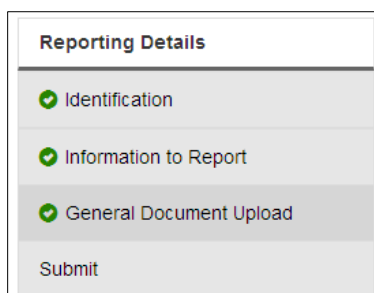 Reporting Details
Identification
Information to Report
General Document Upload
Submit